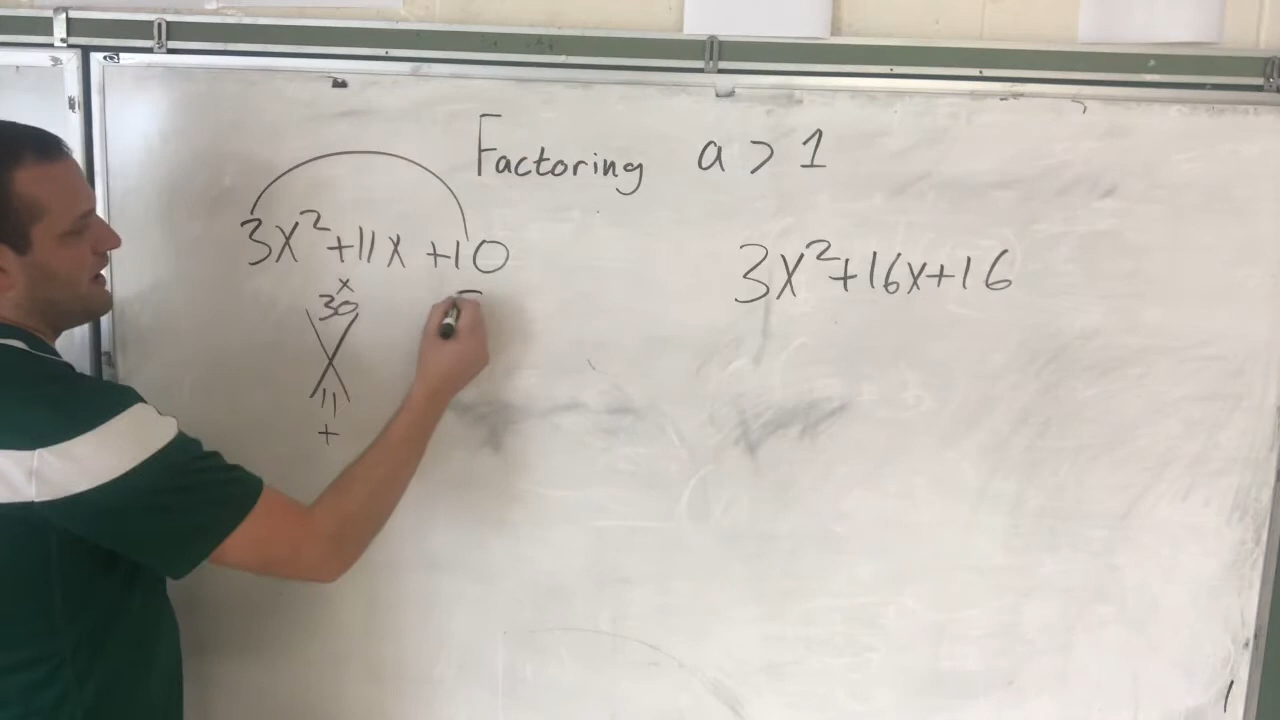 Factoring a > 1
3x²+11x+10
x
30
11
+
3x²+16x+16